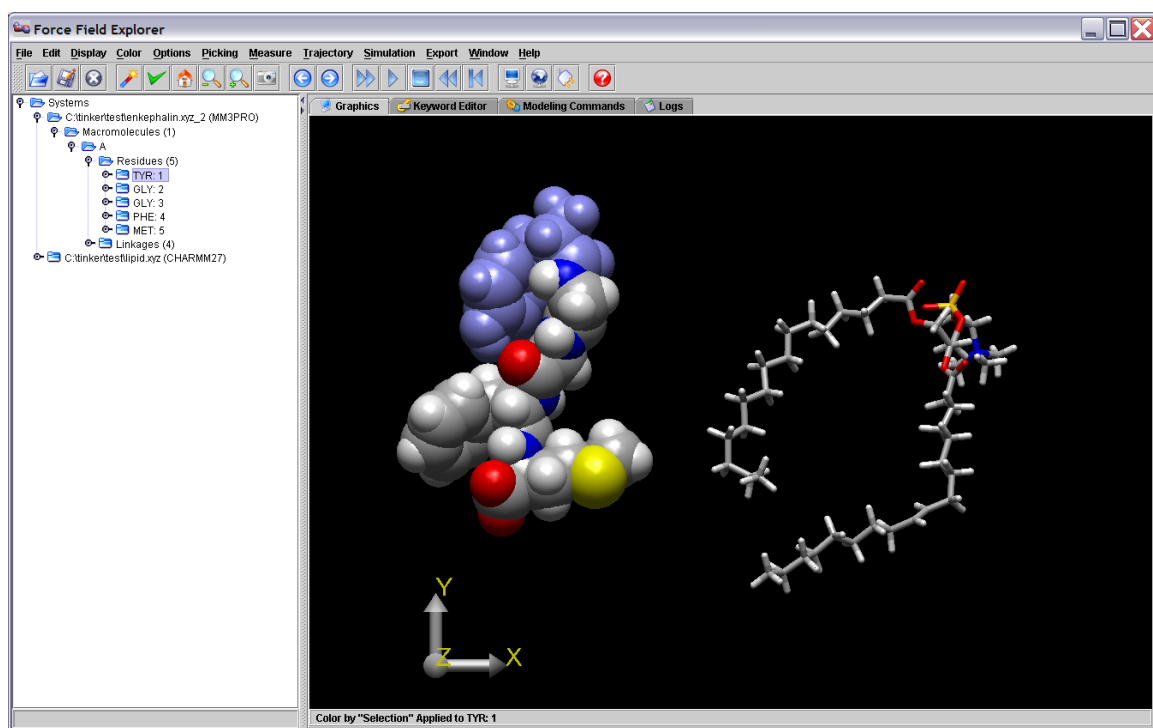 Force Field Explorer
File Edit Display Color Options Picking Measure Trajectory Simulation Export Window Help
Systems
C:\tinker\test\enkephalin.xyz_2 (MM3PRO)
Macromolecules (1)
A
Residues (5)
TYR: 1
GLY: 2
GLY: 3
PHE: 4
MET: 5
Linkages (4)
C:\tinker\test\lipid.xyz (CHARMM27)
Graphics Keyword Editor Modeling Commands Logs
Y
Z X
Color by "Selection" Applied to TYR: 1